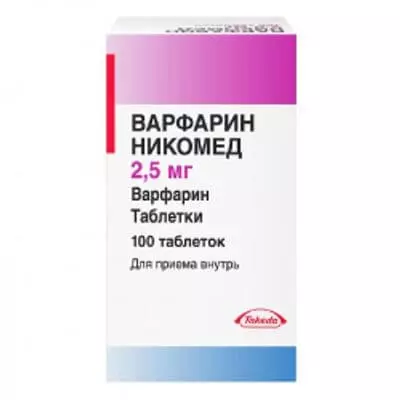 ВАРФАРИН
НИКОМЕД
2,5 мг
Варфарин
Таблетки
100 таблеток
Для приема внутрь
Takeda